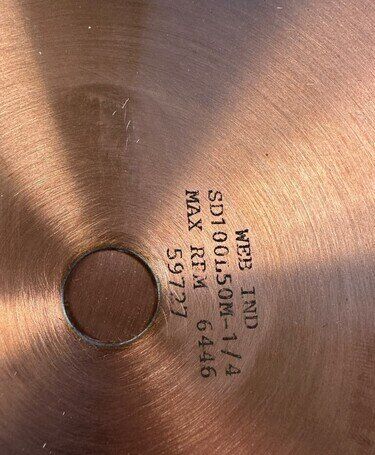 WEB IND
SD100L50M-1/4
MAX RPM 6446
59727